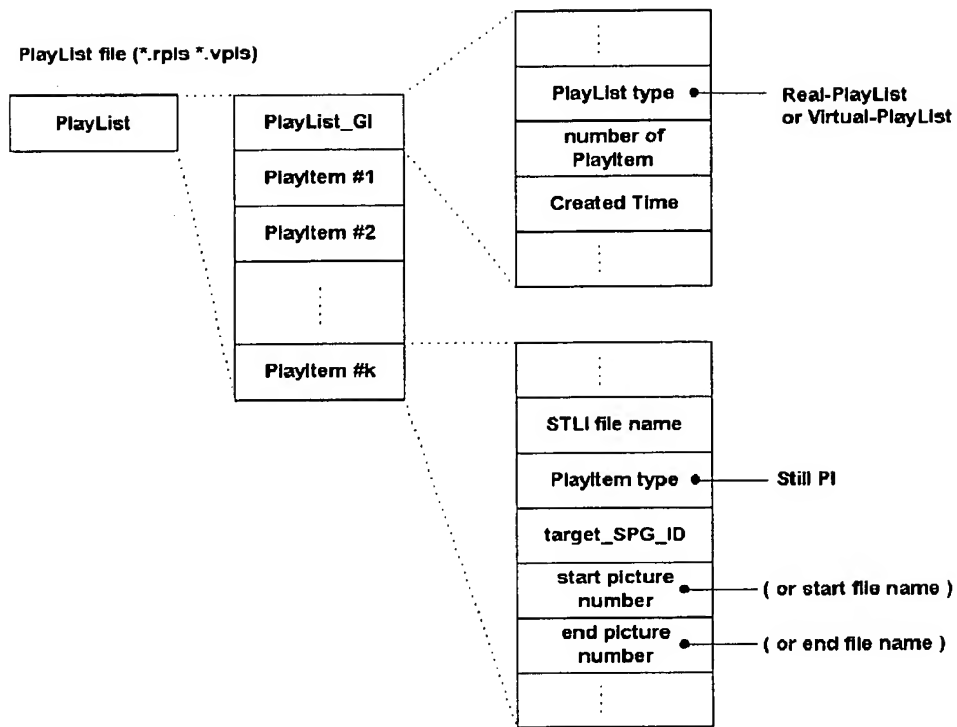 PlayList file (*.rpls *.vpls)
PlayList
PlayList_GI
PlayItem #1
PlayItem #2
PlayItem #k
PlayList type
Real-PlayList
or Virtual-PlayList
number of
PlayItem
Created Time
STLI file name
PlayItem type
Still PI
target_SPG_ID
start picture
number
( or start file name )
end picture
number
( or end file name )